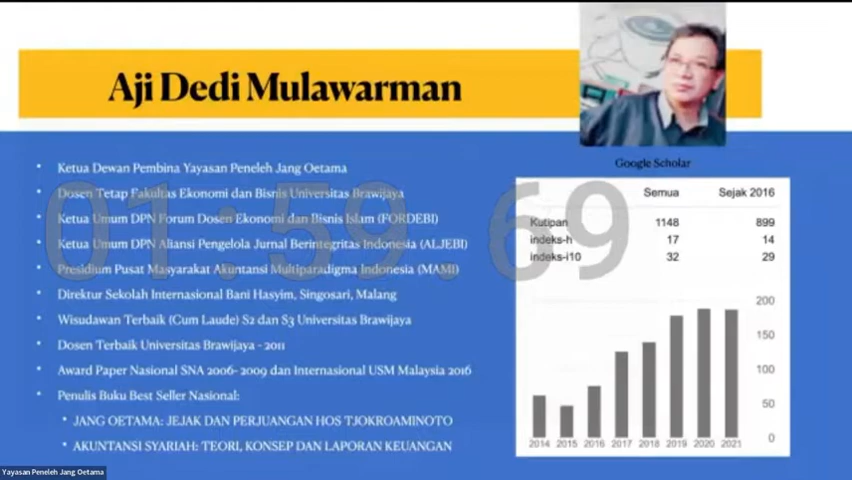 Aji Dedi Mulawarman
Google Scholar
• Ketua Dewan Pembina Yayasan Peneleh Jang Oetama
• Dosen Tetap Fakultas Ekonomi dan Bisnis Universitas Brawijaya
• Ketua Umum DPN Forum Dosen Ekonomi dan Bisnis Islam (FORDEBI)
• Ketua Umum DPN Aliansi Pengelola Jurnal Berintegritas Indonesia (ALJEBI)
• Presidium Pusat Masyarakat Akuntansi Multiparadigma Indonesia (MAMI)
• Direktur Sekolah Internasional Bani Hasyim, Singosari, Malang
• Wisudawan Terbaik (Cum Laude) S2 dan S3 Universitas Brawijaya
• Dosen Terbaik Universitas Brawijaya - 2011
• Award Paper Nasional SNA 2006- 2009 dan Internasional USM Malaysia 2016
• Penulis Buku Best Seller Nasional:
• JANG OETAMA: JEJAK DAN PERJUANGAN HOS TJOKROAMINOTO
• AKUNTANSI SYARIAH: TEORI, KONSEP DAN LAPORAN KEUANGAN
01:59.69
Semua Sejak 2016
Kutipan 1148 899
indeks-h 17 14
indeks-i10 32 29
200
150
100
50
0
2014 2015 2016 2017 2018 2019 2020 2021
Yayasan Peneleh Jang Oetama